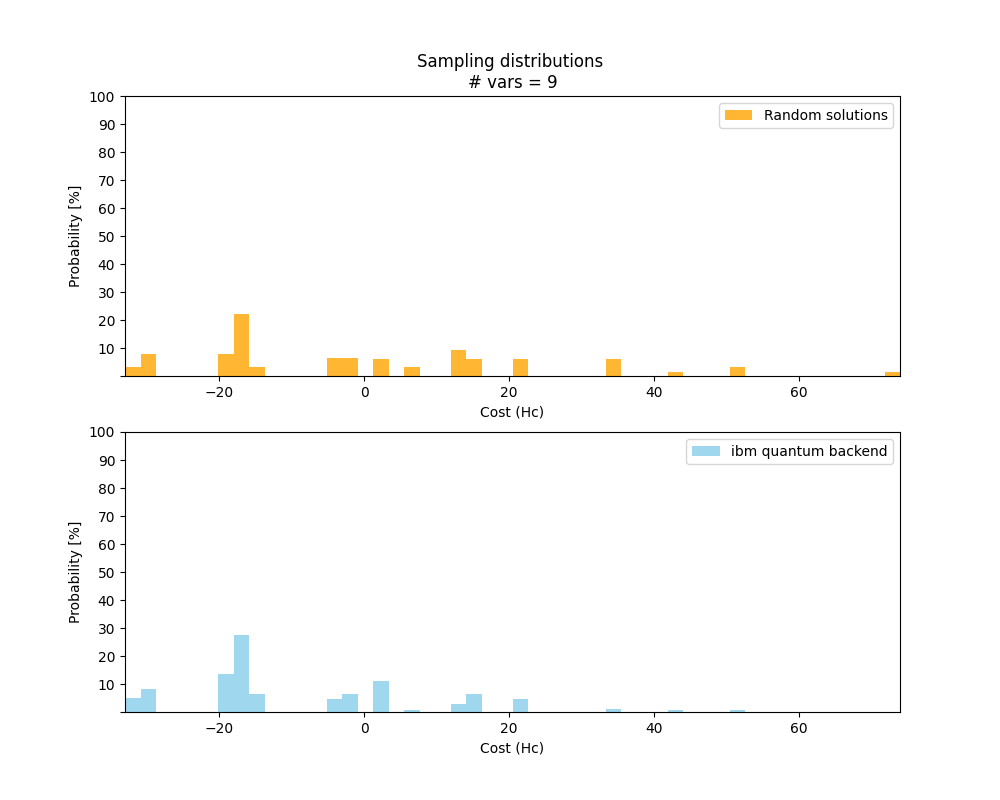 Sampling distributions
# vars = 9
100
90
80
70
60
50
40
30
20
10
Probability [%]
Random solutions
−20 0 20 40 60
Cost (Hc)
100
90
80
70
60
50
40
30
20
10
Probability [%]
ibm quantum backend
−20 0 20 40 60
Cost (Hc)